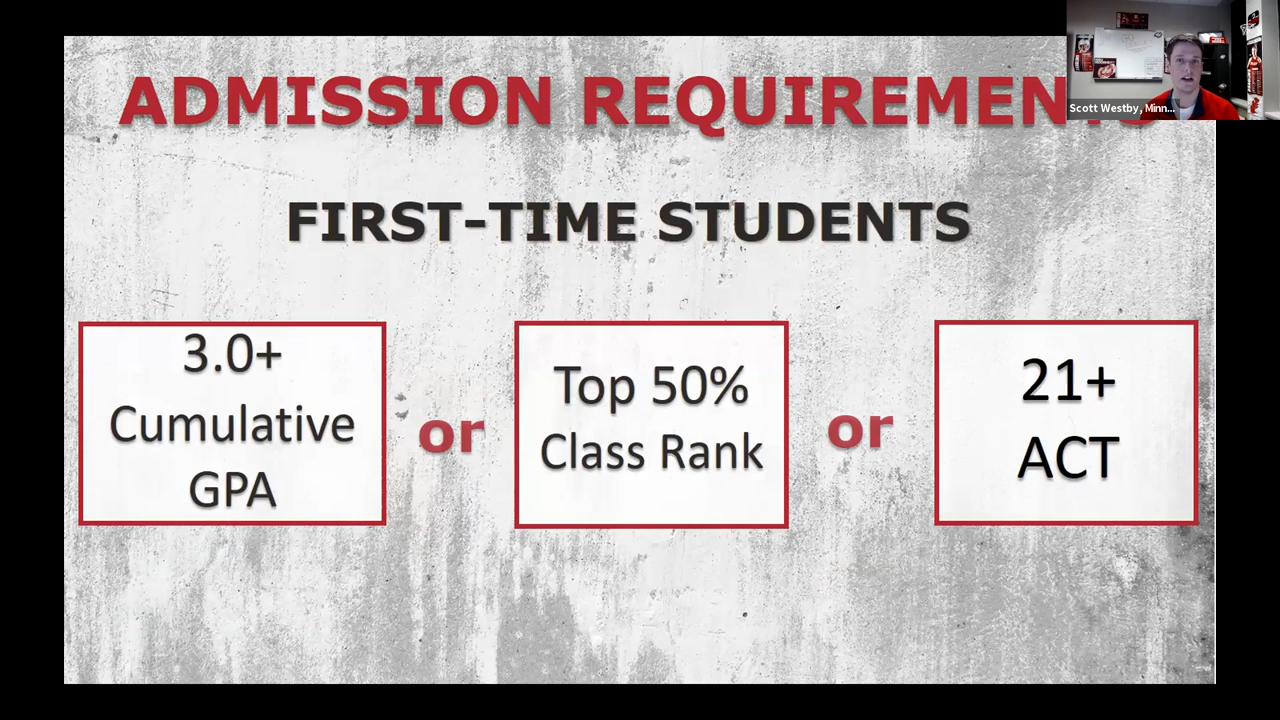 ADMISSION REQUIREMENTS
Scott Westby, Minn...
FIRST-TIME STUDENTS
3.0+
Cumulative
GPA
or
Top 50%
Class Rank
or
21+
ACT